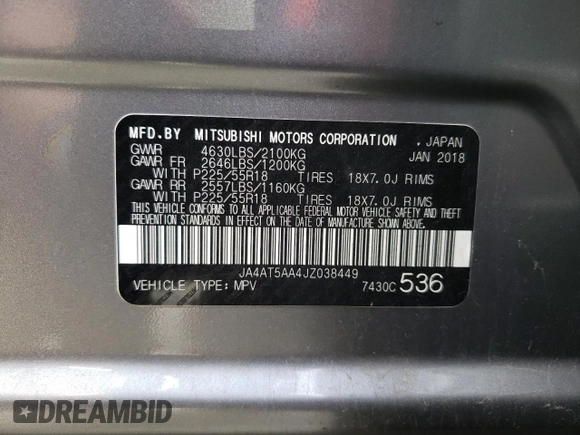 MFD.BY MITSUBISHI MOTORS CORPORATION . JAPAN
GVWR 4630LBS/2100KG JAN 2018
GAWR FR 2646LBS/1200KG
WITH P225/55R18 TIRES 18X7.0J RIMS
GAWR RR 2557LBS/1160KG
WITH P225/55R18 TIRES 18X7.0J RIMS
THIS VEHICLE CONFORMS TO ALL APPLICABLE FEDERAL MOTOR VEHICLE SAFETY AND THEFT
PREVENTION STANDARDS IN EFFECT ON THE DATE OF MANUFACTURE SHOWN ABOVE.
JA4AT5AA4JZ038449
VEHICLE TYPE: MPV 7430C 536
DREAMBID